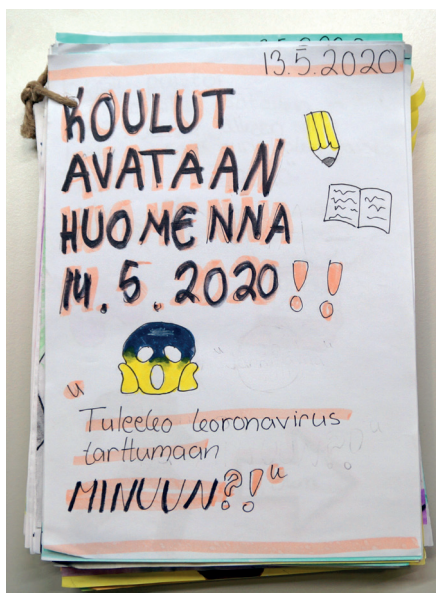 13.5.2020
KOULUT
AVATAAN
HUOMENNA
14.5.2020!!
"
Tuleeko koronavirus
tarttumaan
MINUUN?!"